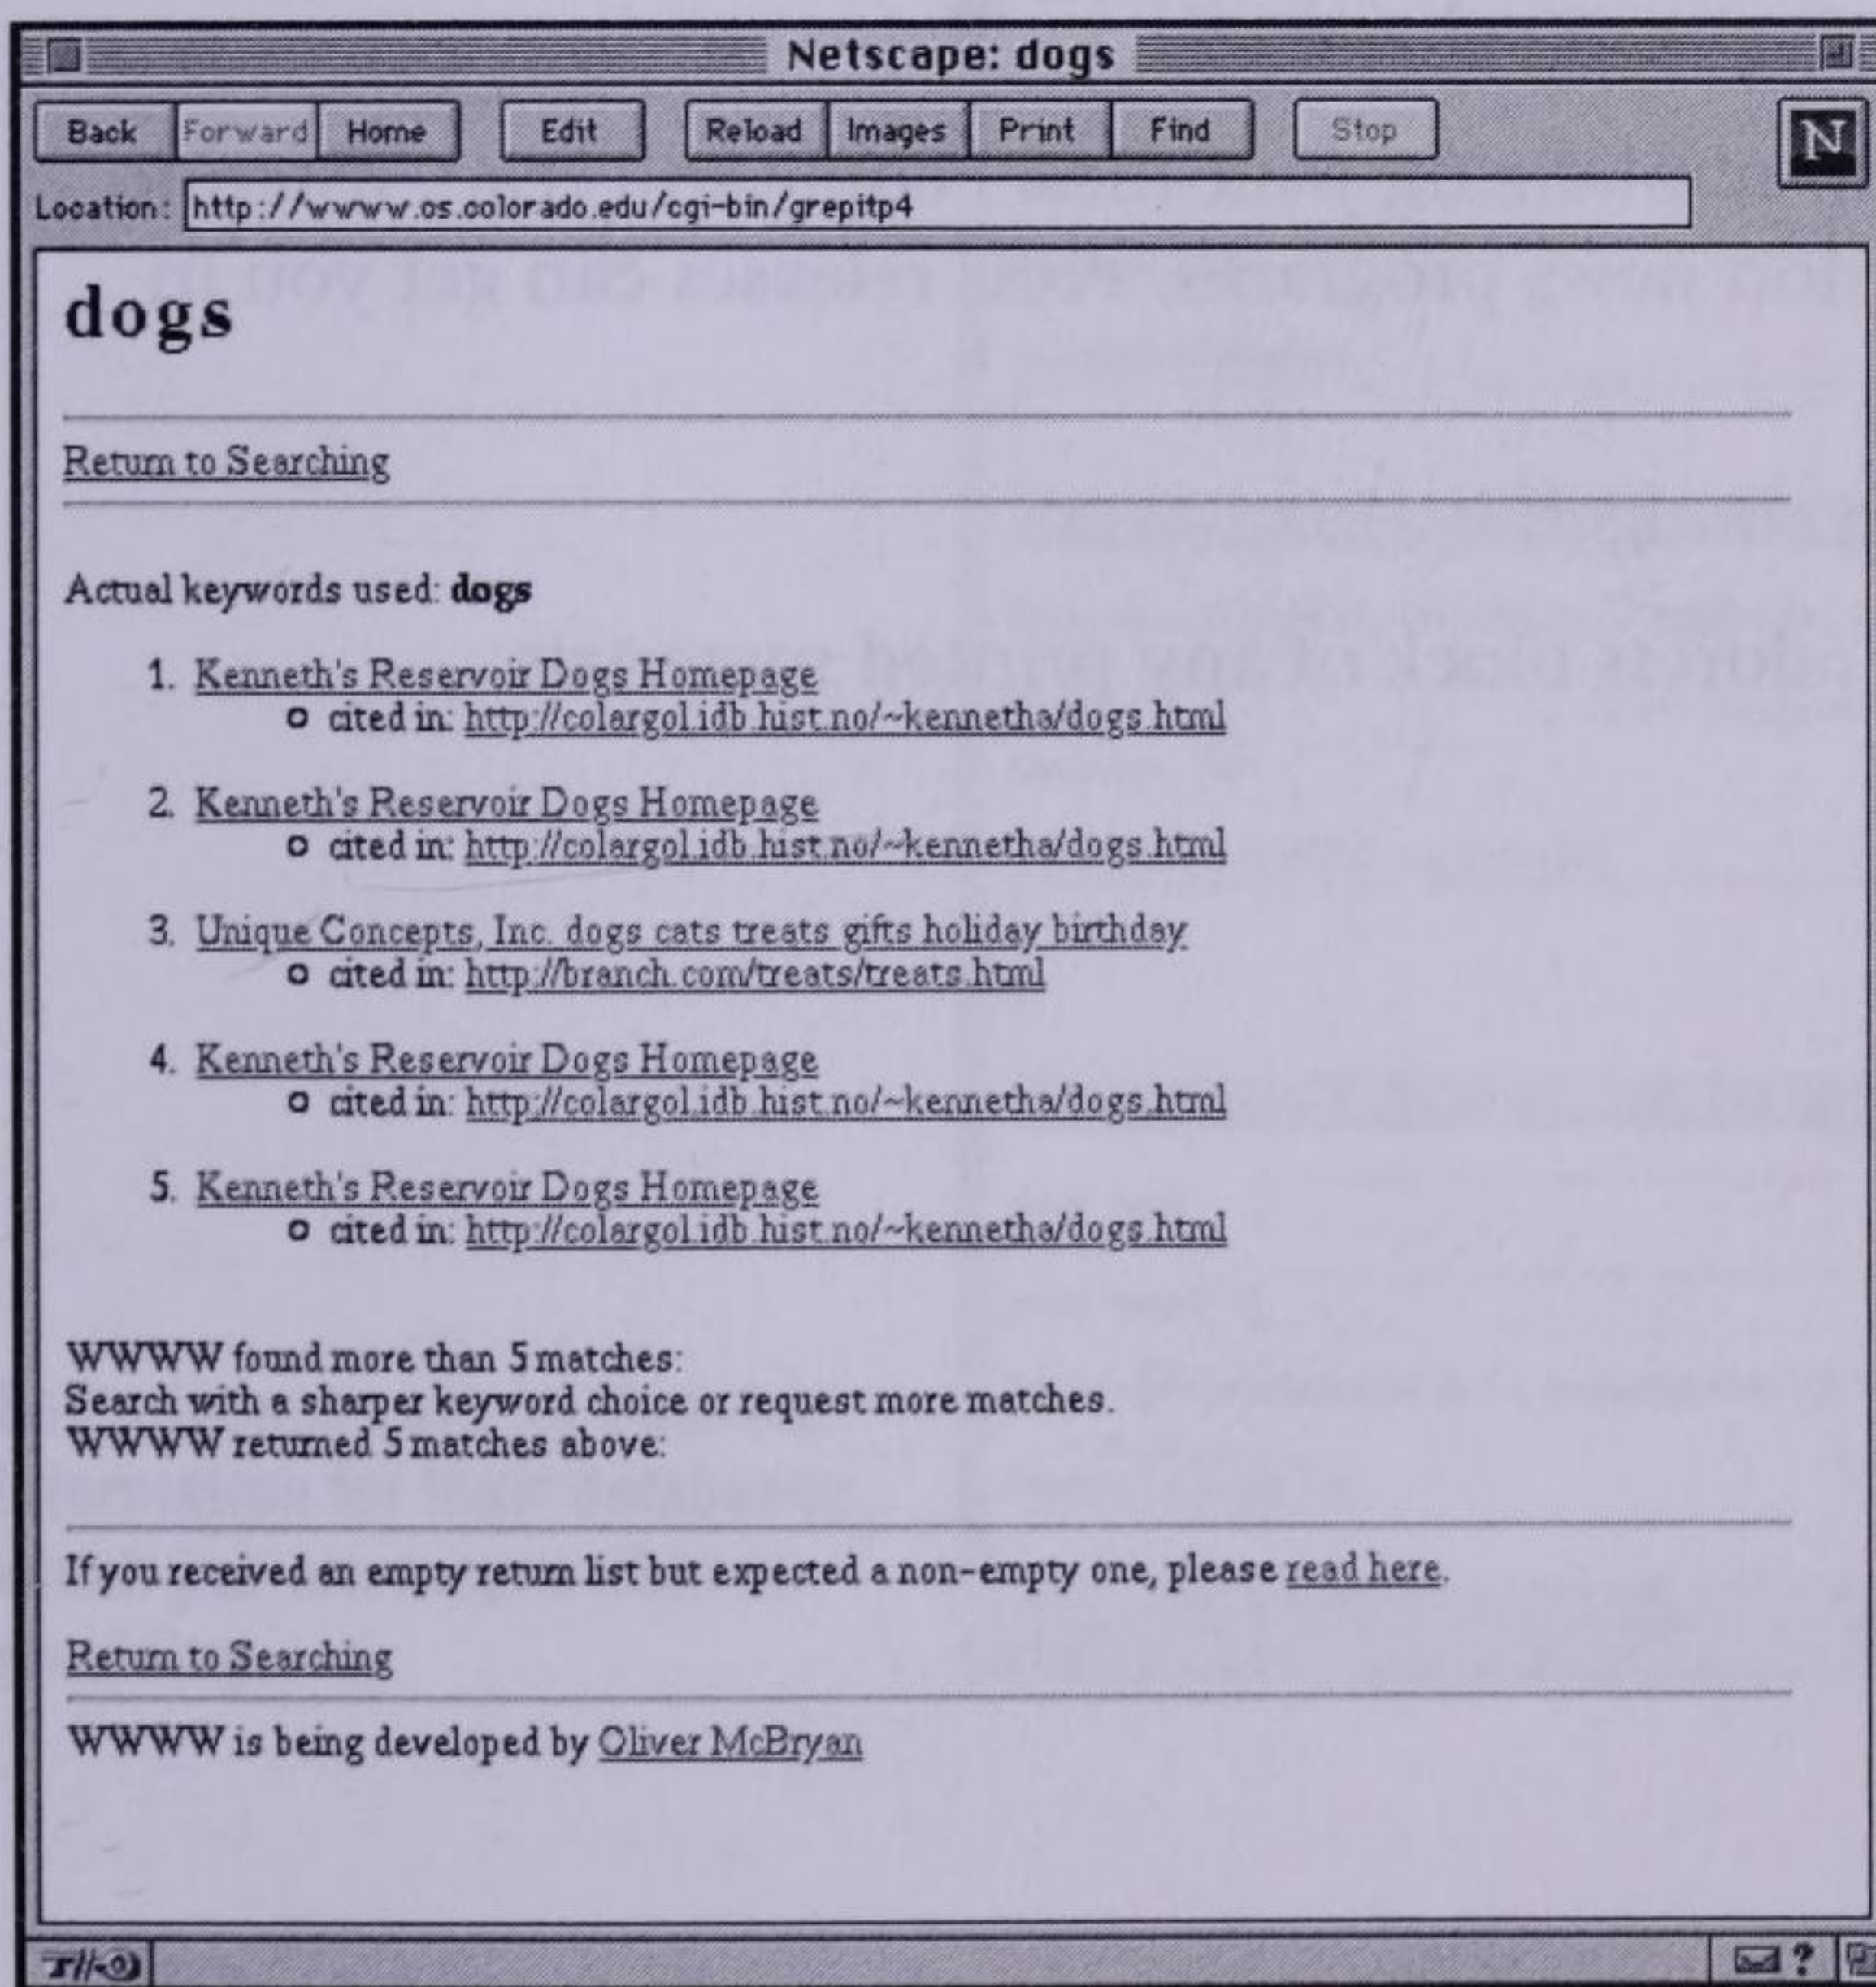 Netscape: dogs
Back Forward Home Edit Reload Images Print Find Stop
N
Location: http://wwww.cs.colorado.edu/cgi-bin/grepitp4
dogs
Return to Searching
Actual keywords used: dogs
1. Kenneth's Reservoir Dogs Homepage
cited in: http://colargol.idb.hist.no/~kennetha/dogs.html
2. Kenneth's Reservoir Dogs Homepage
cited in: http://colargol.idb.hist.no/~kennetha/dogs.html
3. Unique Concepts, Inc. dogs cats treats gifts holiday birthday
cited in: http://branch.com/treats/treats.html
4. Kenneth's Reservoir Dogs Homepage
cited in: http://colargol.idb.hist.no/~kennetha/dogs.html
5. Kenneth's Reservoir Dogs Homepage
cited in: http://colargol.idb.hist.no/~kennetha/dogs.html
WWWW found more than 5 matches:
Search with a sharper keyword choice or request more matches.
WWWW returned 5 matches above:
If you received an empty return list but expected a non-empty one, please read here.
Return to Searching
WWWW is being developed by Oliver McBryan
?